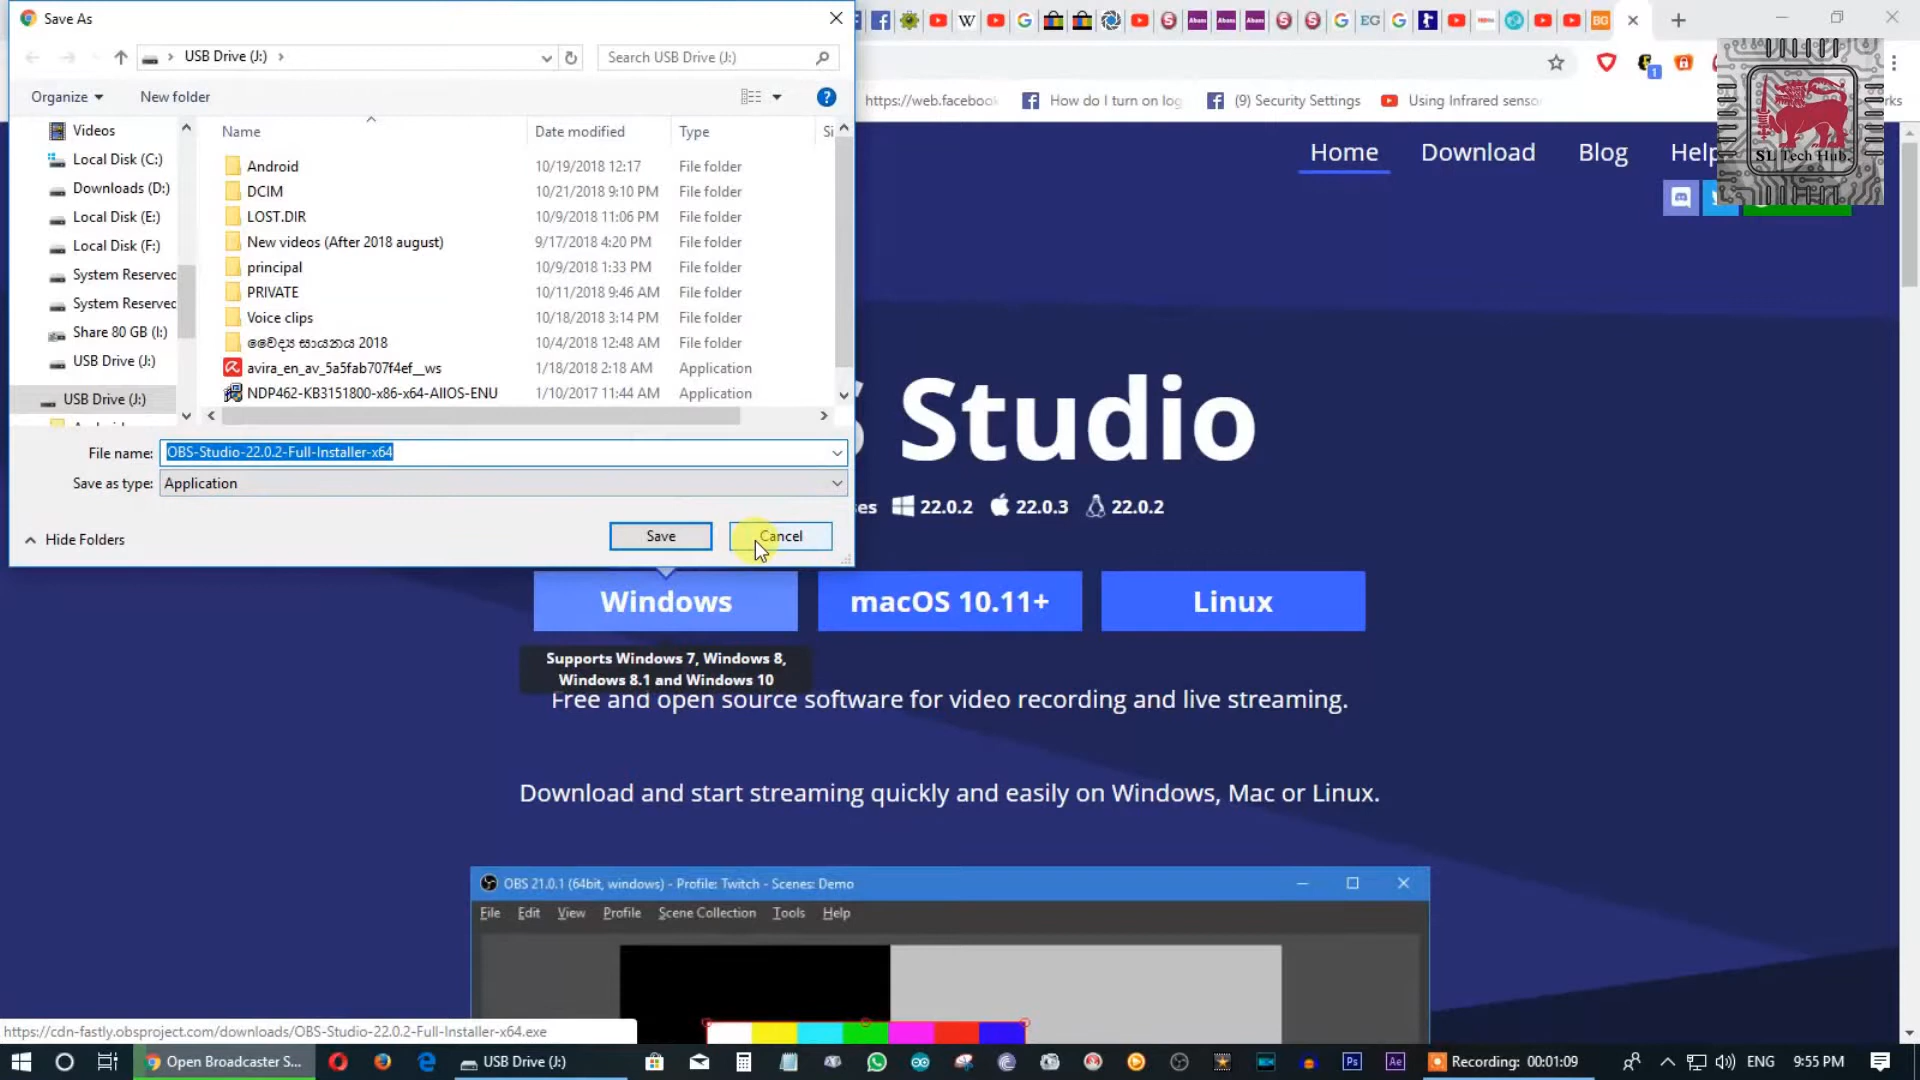 Save As
USB Drive (J:)
Search USB Drive (J:)
Organize
New folder
Videos
Local Disk (C:)
Downloads (D:)
Local Disk (E:)
Local Disk (F:)
System Reserved
System Reserved
Share 80 GB (I:)
USB Drive (J:)
USB Drive (J:)
Name Date modified Type Si
Android 10/19/2018 12:17 File folder
DCIM 10/21/2018 9:10 PM File folder
LOST.DIR 10/9/2018 11:06 PM File folder
New videos (After 2018 august) 9/17/2018 4:20 PM File folder
principal 10/9/2018 1:33 PM File folder
PRIVATE 10/11/2018 9:46 AM File folder
Voice clips 10/18/2018 3:14 PM File folder
වෛද්‍ය සායනය 2018 10/4/2018 12:48 AM File folder
avira_en_av_5a5fab707f4ef__ws 1/18/2018 2:18 AM Application
NDP462-KB3151800-x86-x64-AllOS-ENU 1/10/2017 11:44 AM Application
File name: OBS-Studio-22.0.2-Full-Installer-x64
Save as type: Application
Hide Folders
Save
Cancel
https://web.facebook
How do I turn on log
(9) Security Settings
Using Infrared senso
SL Tech Hub.
Home Download Blog Help
S Studio
ses 22.0.2 22.0.3 22.0.2
Windows
macOS 10.11+
Linux
Supports Windows 7, Windows 8,
Windows 8.1 and Windows 10
Free and open source software for video recording and live streaming.
Download and start streaming quickly and easily on Windows, Mac or Linux.
OBS 21.0.1 (64bit, windows) - Profile: Twitch - Scenes: Demo
File Edit View Profile Scene Collection Tools Help
https://cdn-fastly.obsproject.com/downloads/OBS-Studio-22.0.2-Full-Installer-x64.exe
Open Broadcaster S...
USB Drive (J:)
Ps
Ae
Recording: 00:01:09
ENG
9:55 PM